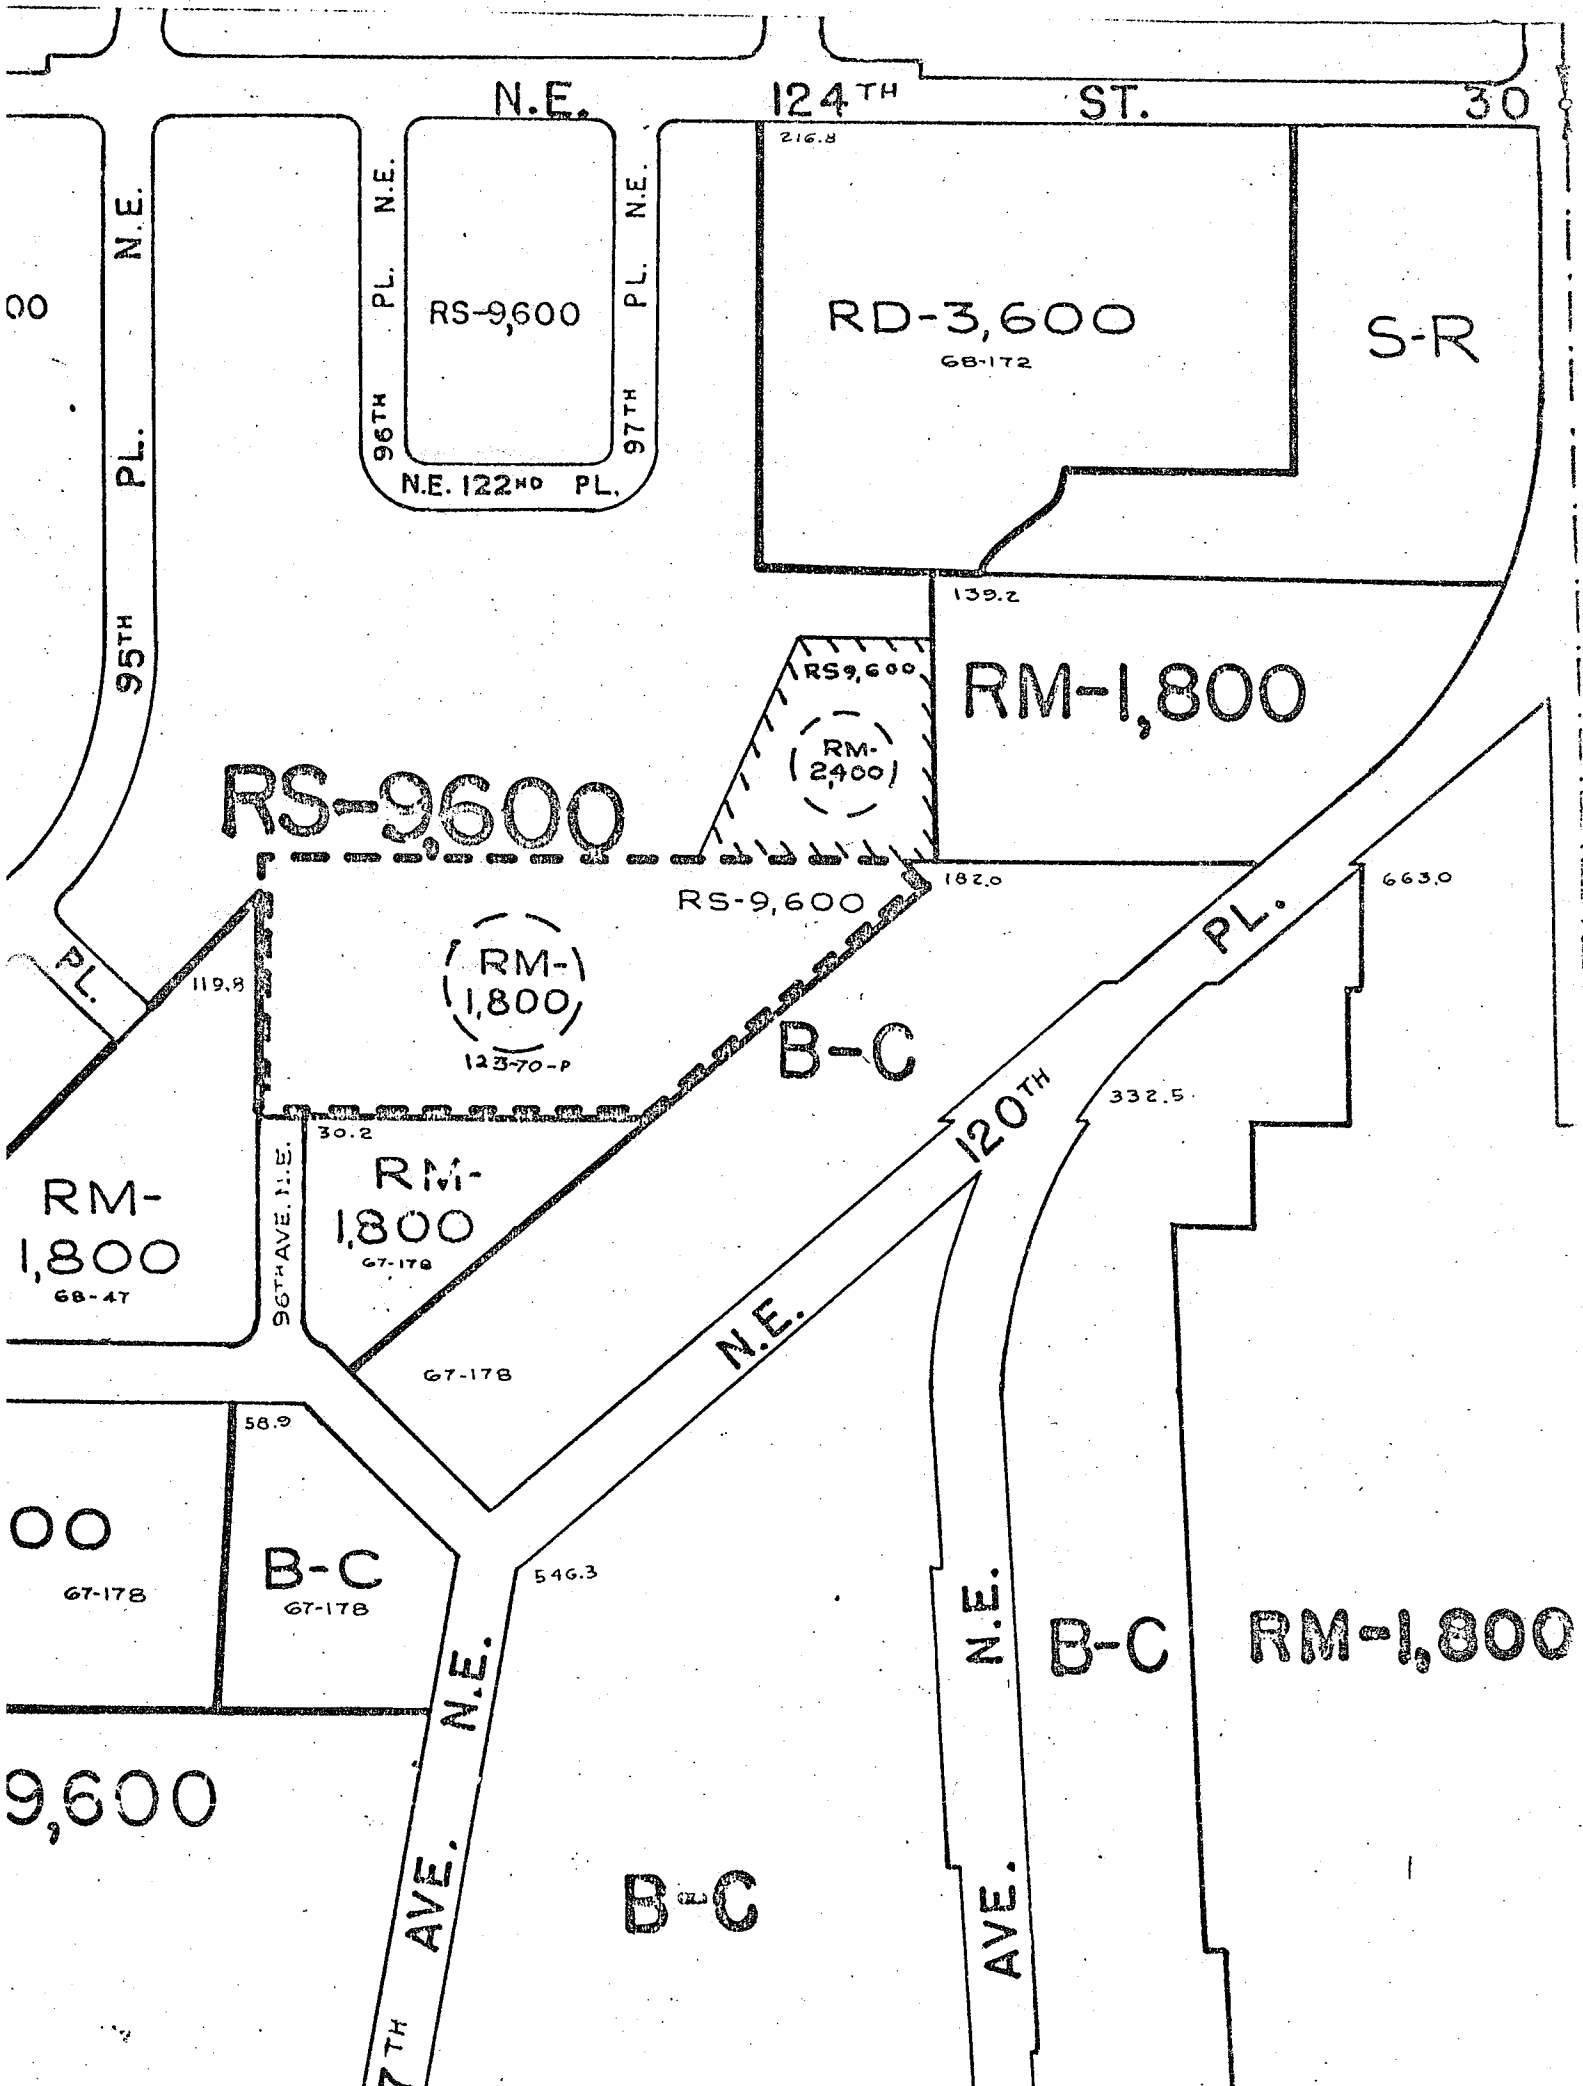 N.E. 124TH ST. 30
216.8
95TH PL. N.E.
96TH PL. N.E.
97TH PL. N.E.
00
RS-9,600
N.E. 122ND PL.
RD-3,600
68-172
S-R
139.2
RS 9,600
RM-
2,400
RM-1,800
RS-9,600
RS-9,600
182.0
663.0
PL.
119.8
RM-
1,800
123-70-P
B-C
N.E. 120TH PL.
332.5
30.2
96TH AVE. N.E.
RM-
1,800
68-47
RM-
1,800
67-178
67-178
58.9
00
67-178
B-C
67-178
546.3
9,600
7TH AVE. N.E.
B-C
AVE. N.E.
B-C
RM-1,800